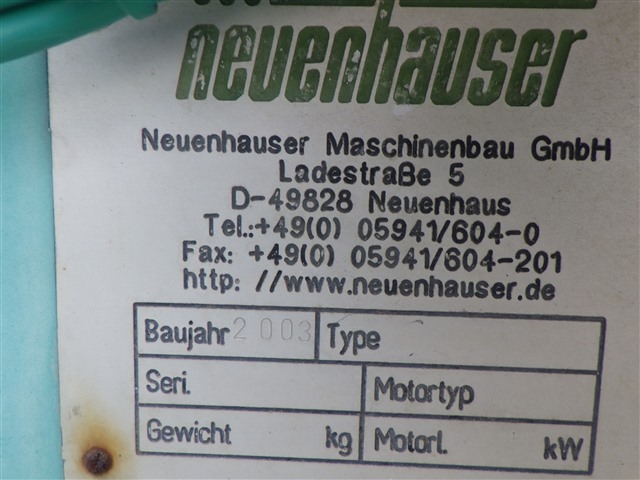 neuenhauser
Neuenhauser Maschinenbau GmbH
Ladestraße 5
D-49828 Neuenhaus
Tel.:+49(0) 05941/604-0
Fax: +49(0) 05941/604-201
http: //www.neuenhauser.de
Baujahr 2003 Type
Seri. Motortyp
Gewicht kg Motorl. kW